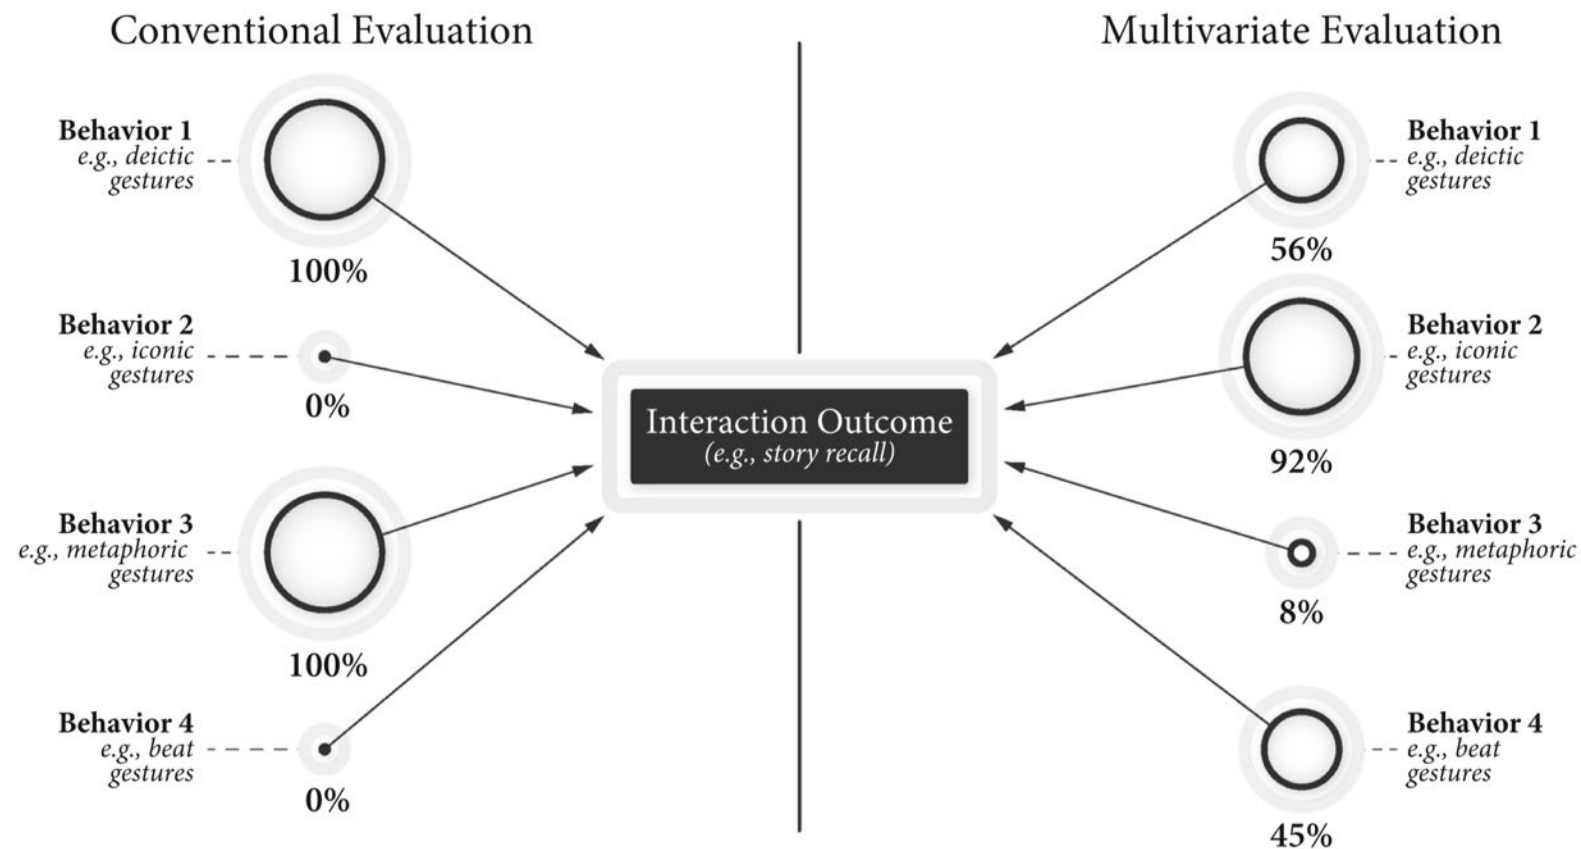 Conventional Evaluation
Behavior 1
e.g., deictic
gestures
100%
Behavior 2
e.g., iconic
gestures
0%
Behavior 3
e.g., metaphoric
gestures
100%
Behavior 4
e.g., beat
gestures
0%
Interaction Outcome
(e.g., story recall)
Multivariate Evaluation
Behavior 1
e.g., deictic
gestures
56%
Behavior 2
e.g., iconic
gestures
92%
Behavior 3
e.g., metaphoric
gestures
8%
Behavior 4
e.g., beat
gestures
45%